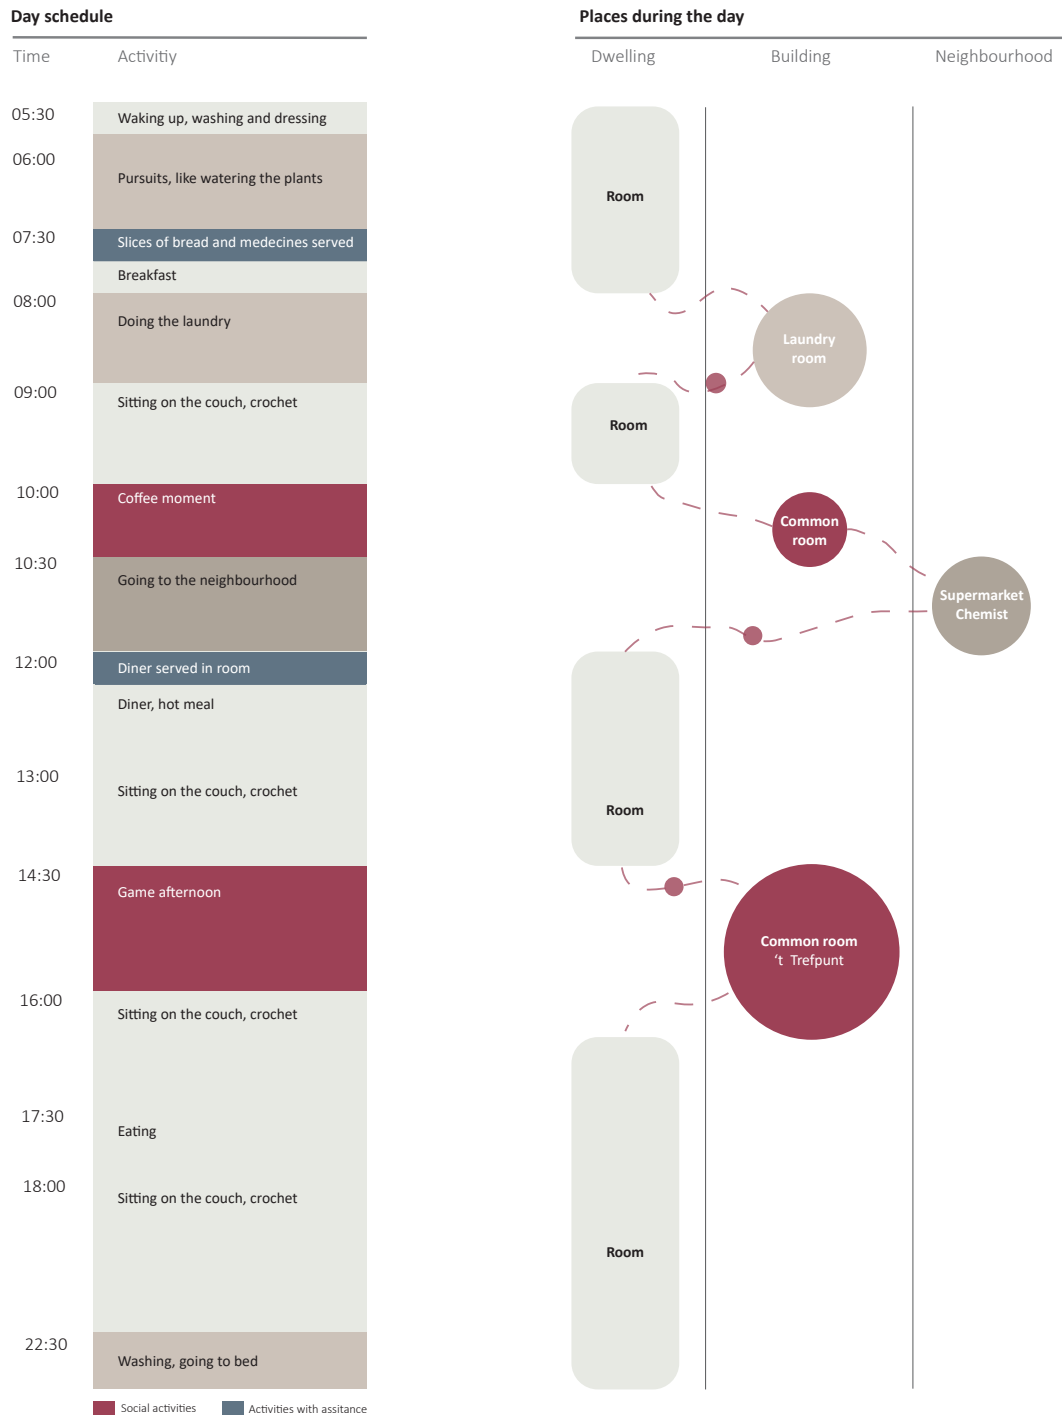 Day schedule
Time Activitiy
05:30 Waking up, washing and dressing
06:00 Pursuits, like watering the plants
07:30 Slices of bread and medecines served
Breakfast
08:00 Doing the laundry
09:00 Sitting on the couch, crochet
10:00 Coffee moment
10:30 Going to the neighbourhood
12:00 Diner served in room
Diner, hot meal
13:00 Sitting on the couch, crochet
14:30 Game afternoon
16:00 Sitting on the couch, crochet
17:30 Eating
18:00 Sitting on the couch, crochet
22:30 Washing, going to bed
Social activities Activities with assitance
Places during the day
Dwelling Building Neighbourhood
Room
Laundry
room
Room
Common
room
Supermarket
Chemist
Room
Common room
‘t Trefpunt
Room